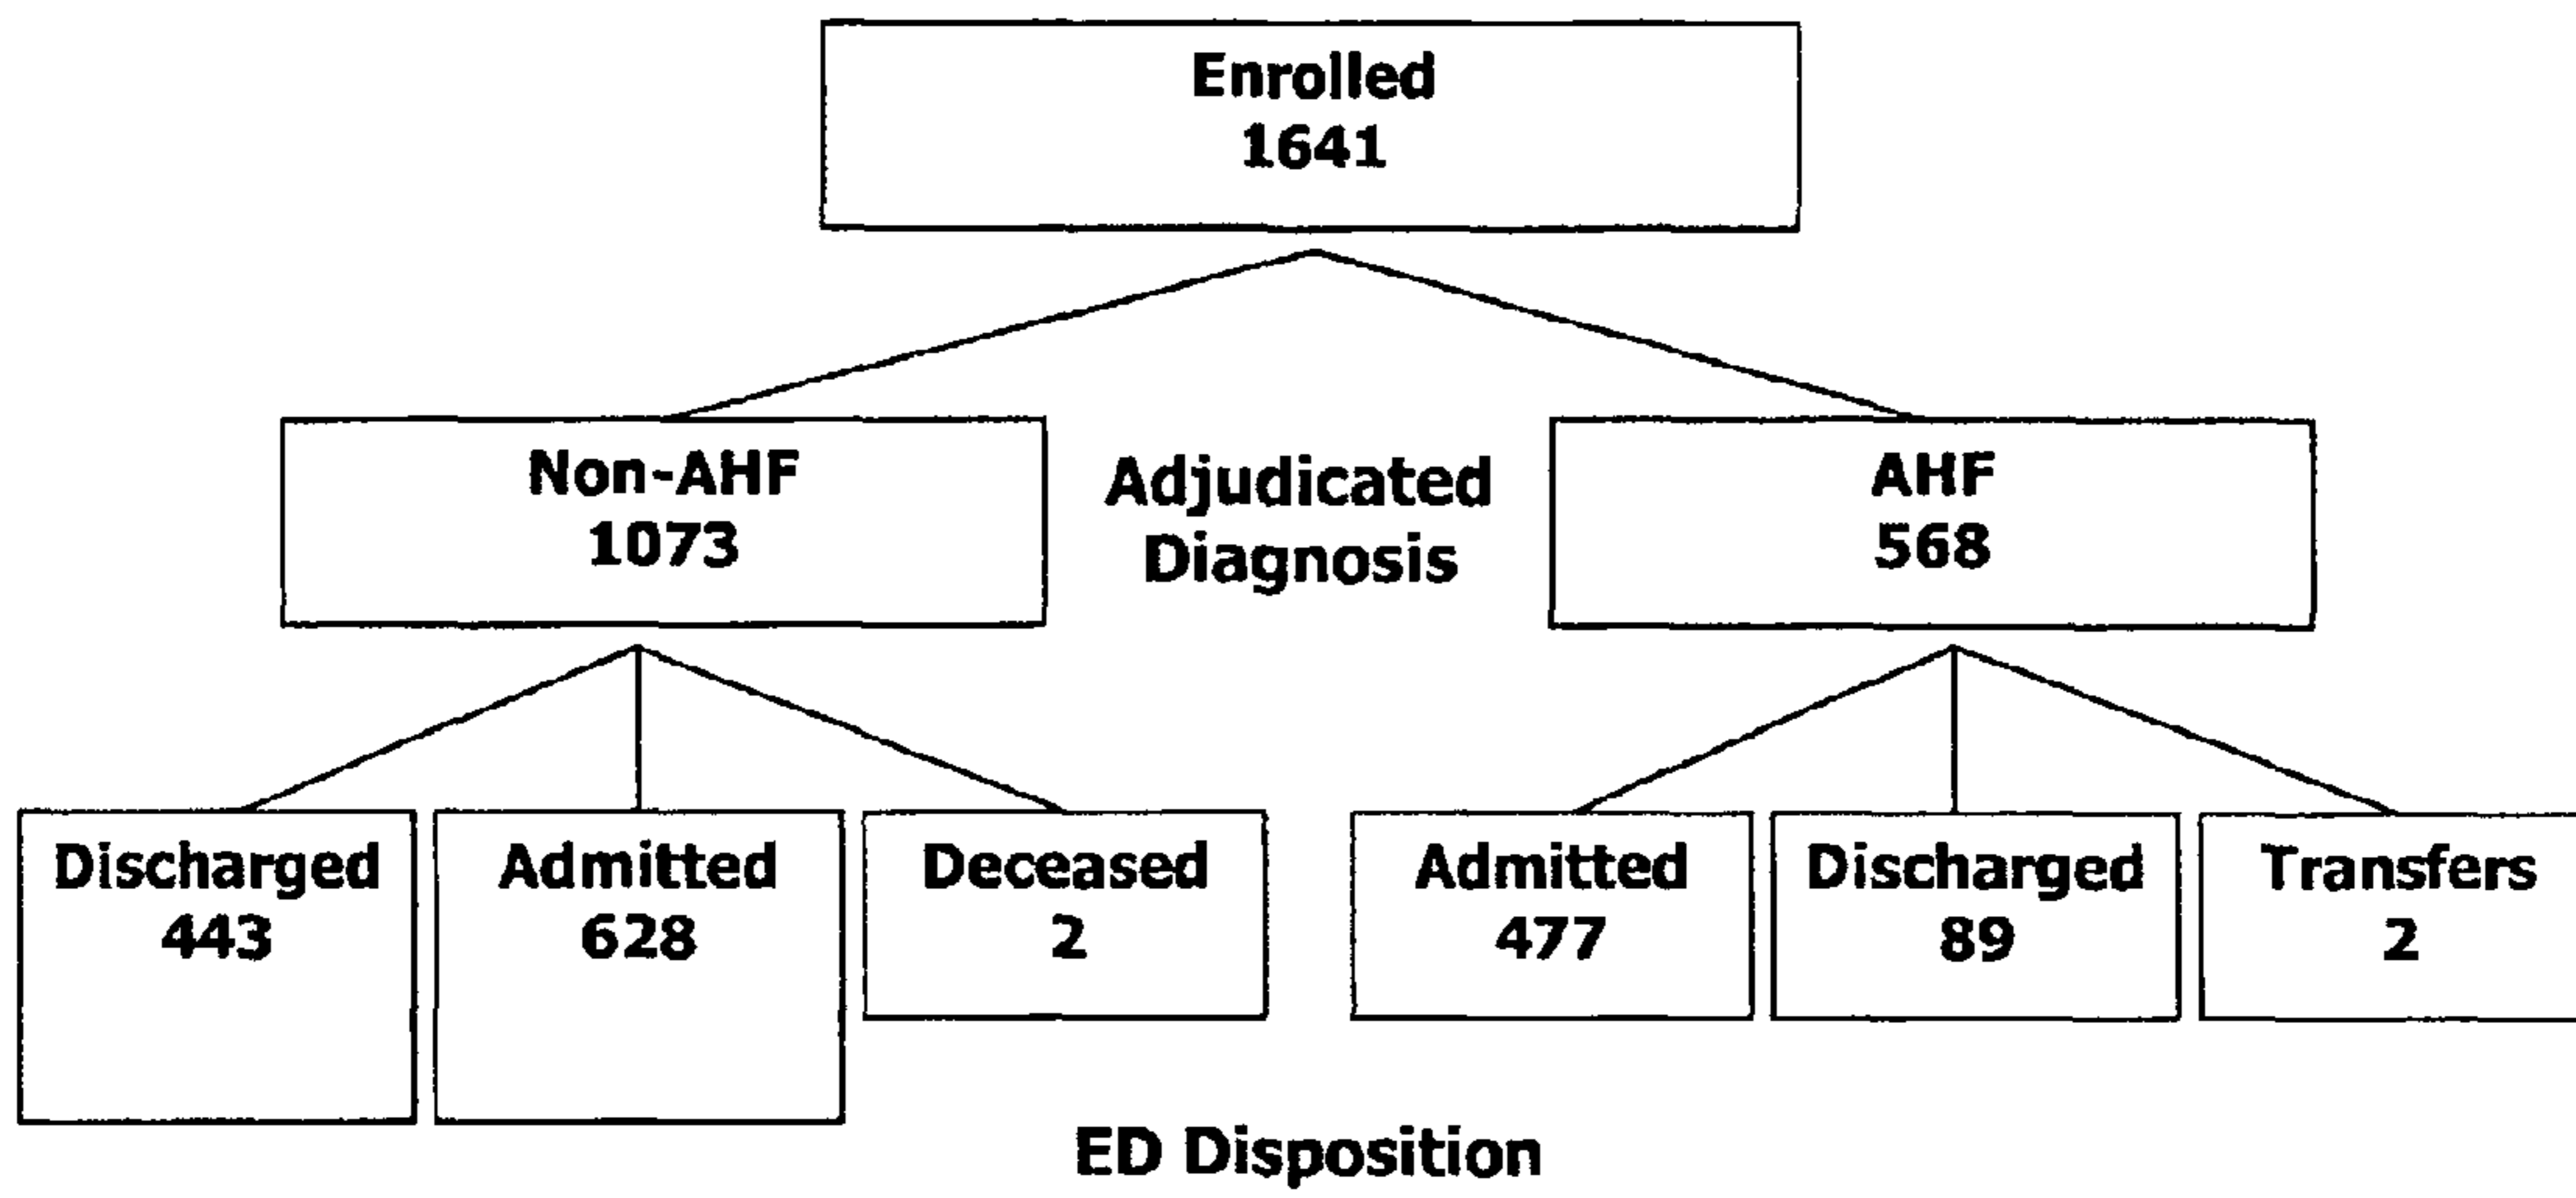 Enrolled
1641
Non-AHF
1073
Adjudicated
Diagnosis
AHF
568
Discharged
443
Admitted
628
Deceased
2
Admitted
477
Discharged
89
Transfers
2
ED Disposition